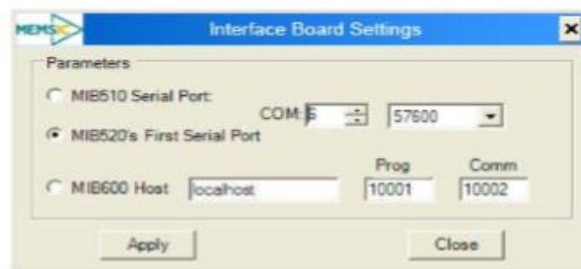 MEMSIC
Interface Board Settings
Parameters
MIB510 Serial Port:
COM: 6 57600
MIB520's First Serial Port
Prog Comm
MIB600 Host localhost 10001 10002
Apply Close